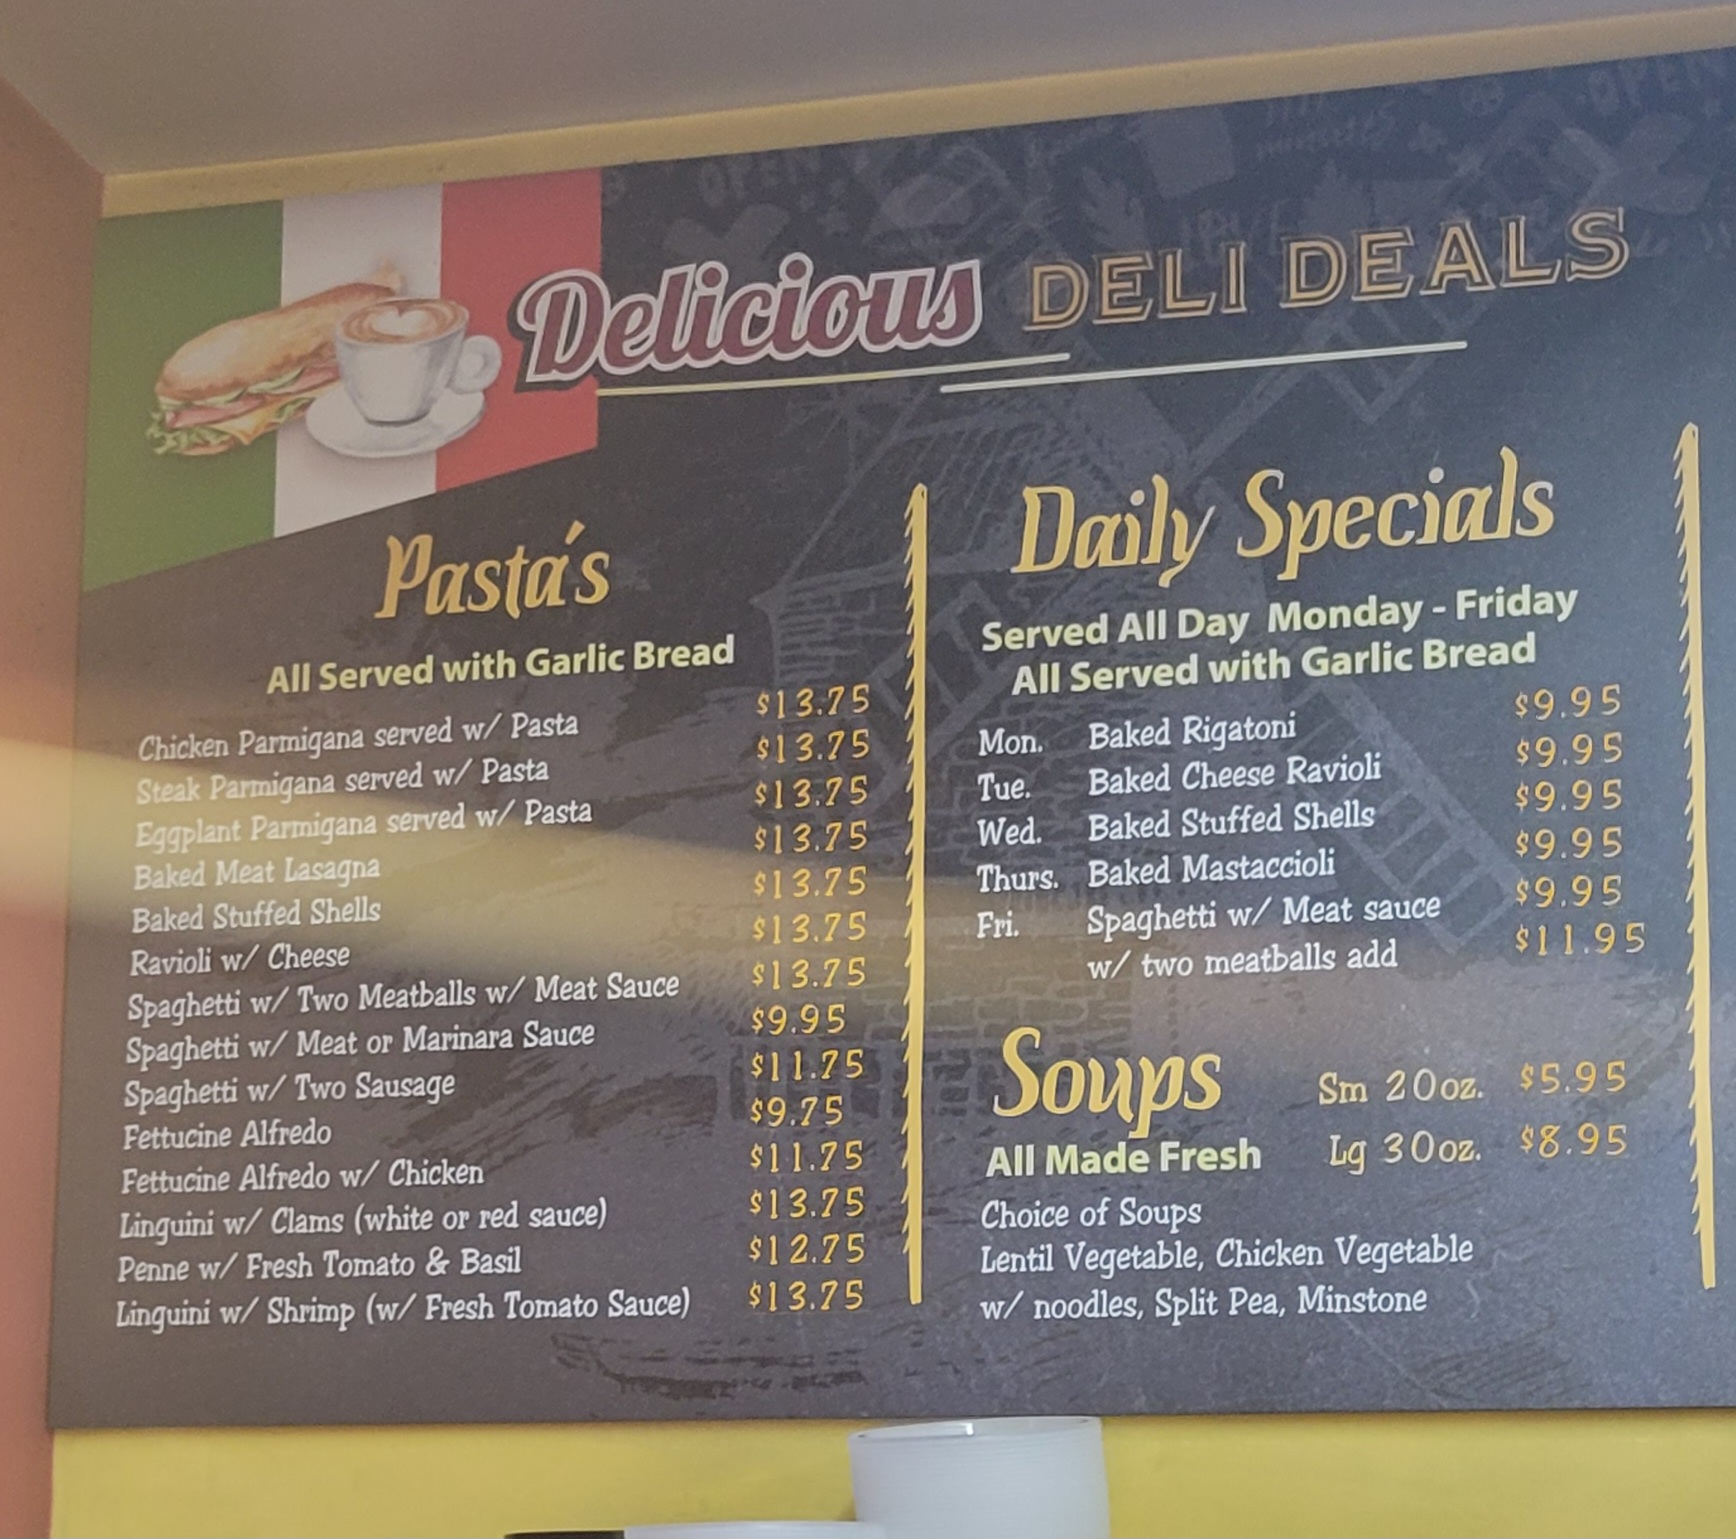 Delicious DELI DEALS
Pasta's
All Served with Garlic Bread
Chicken Parmigana served w/ Pasta $13.75
Steak Parmigana served w/ Pasta $13.75
Eggplant Parmigana served w/ Pasta $13.75
Baked Meat Lasagna $13.75
Baked Stuffed Shells $13.75
Ravioli w/ Cheese $13.75
Spaghetti w/ Two Meatballs w/ Meat Sauce $13.75
Spaghetti w/ Meat or Marinara Sauce $9.95
Spaghetti w/ Two Sausage $11.75
Fettucine Alfredo $9.75
Fettucine Alfredo w/ Chicken $11.75
Linguini w/ Clams (white or red sauce) $13.75
Penne w/ Fresh Tomato & Basil $12.75
Linguini w/ Shrimp (w/ Fresh Tomato Sauce) $13.75
Daily Specials
Served All Day Monday - Friday
All Served with Garlic Bread
Mon. Baked Rigatoni $9.95
Tue. Baked Cheese Ravioli $9.95
Wed. Baked Stuffed Shells $9.95
Thurs. Baked Mastaccioli $9.95
Fri. Spaghetti w/ Meat sauce $9.95
w/ two meatballs add $11.95
Soups Sm 20oz. $5.95
All Made Fresh Lg 30oz. $8.95
Choice of Soups
Lentil Vegetable, Chicken Vegetable
w/ noodles, Split Pea, Minstone